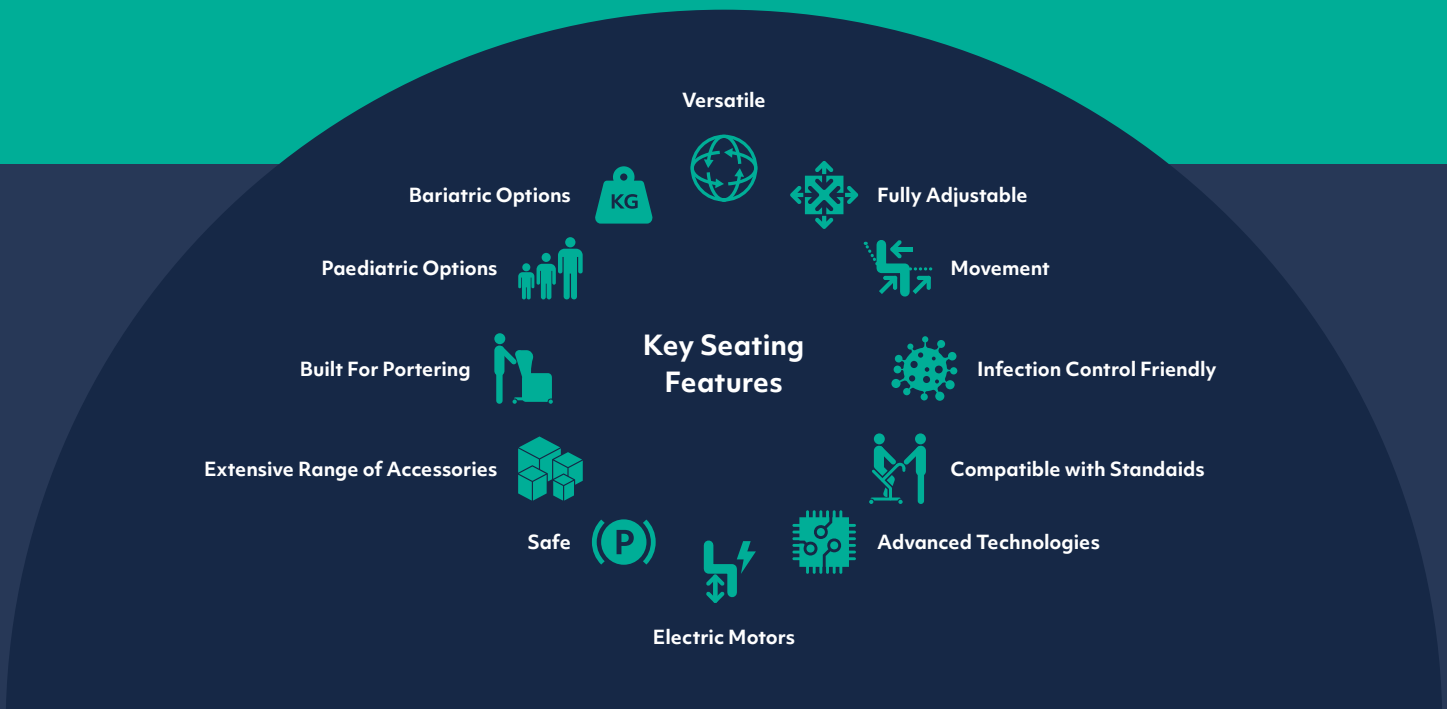 Versatile
Bariatric Options
KG
Fully Adjustable
Paediatric Options
Movement
Key Seating
Features
Built For Portering
Infection Control Friendly
Extensive Range of Accessories
Compatible with Standaids
Safe
P
Advanced Technologies
Electric Motors